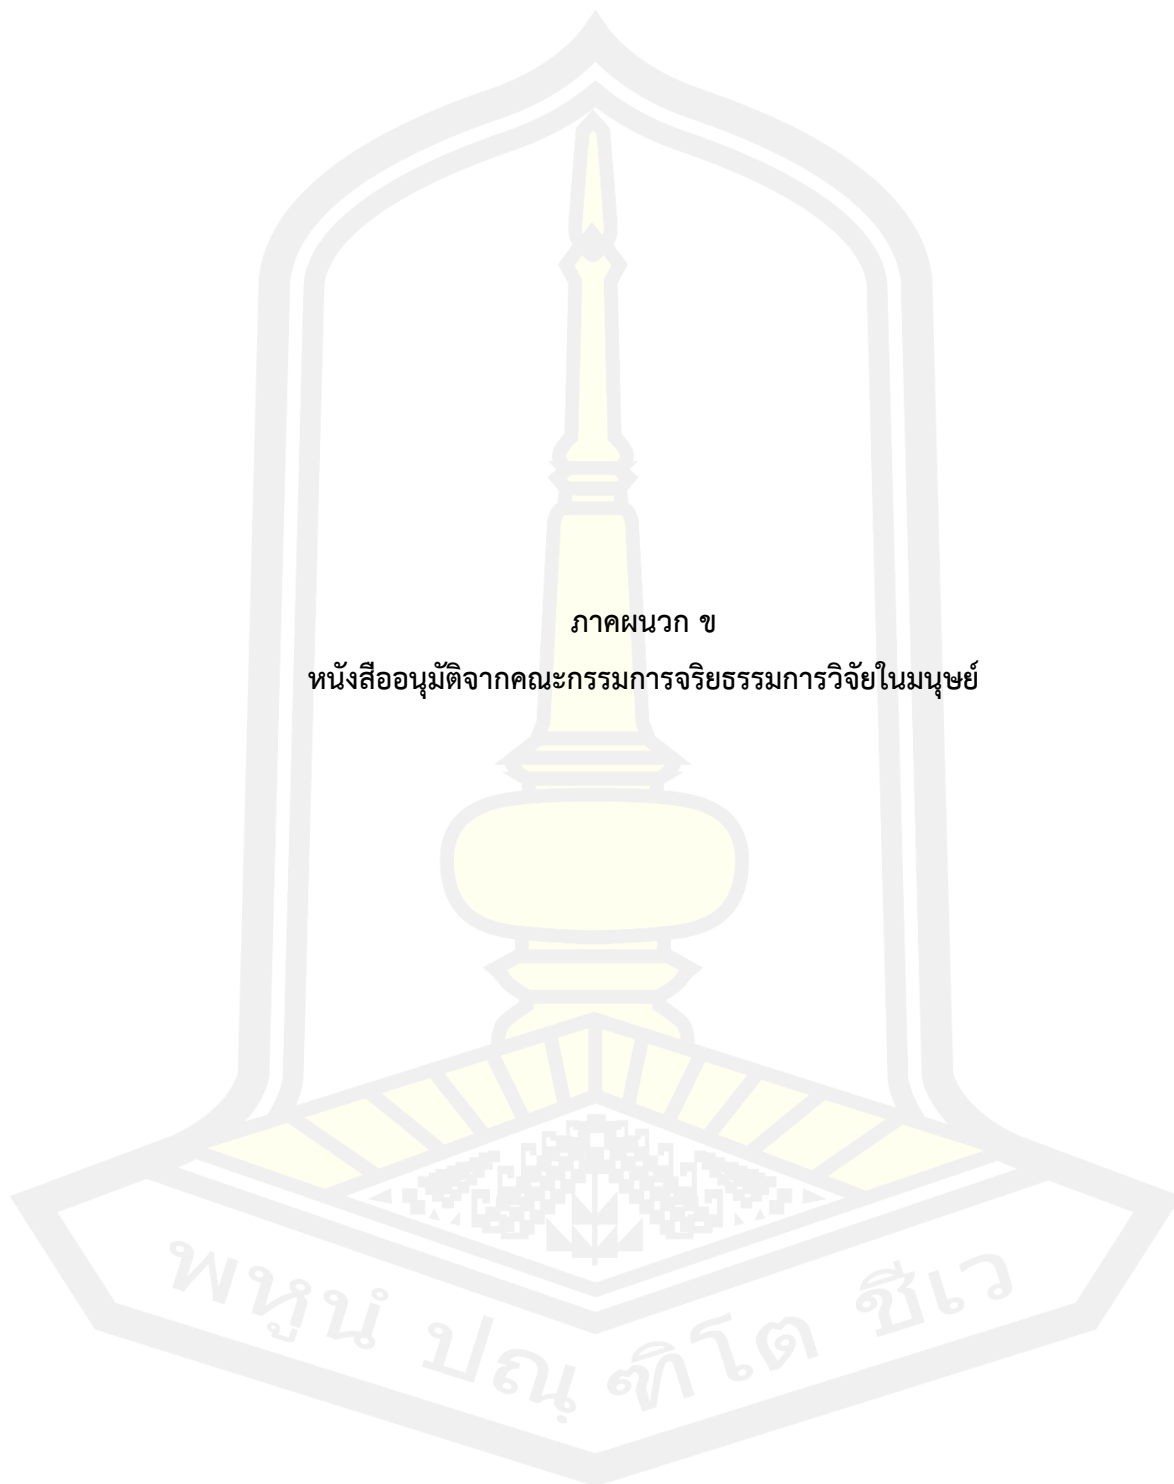 ภาคผนวก ข
หนังสืออนุมัติจากคณะกรรมการจริยธรรมการวิจัยในมนุษย์
พหูนํ ปณฺฑิโต ชีเว